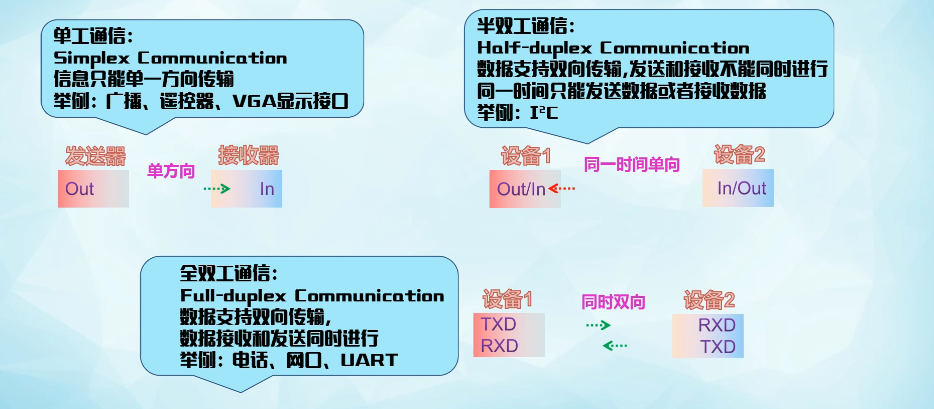 单工通信：
Simplex Communication
信息只能单一方向传输
举例：广播、遥控器、VGA显示接口
半双工通信：
Half-duplex Communication
数据支持双向传输,发送和接收不能同时进行
同一时间只能发送数据或者接收数据
举例：I²C
发送器
单方向
接收器
Out
In
设备1
同一时间单向
设备2
Out/In
In/Out
全双工通信：
Full-duplex Communication
数据支持双向传输,
数据接收和发送同时进行
举例：电话、网口、UART
设备1
同时双向
设备2
TXD
RXD
RXD
TXD